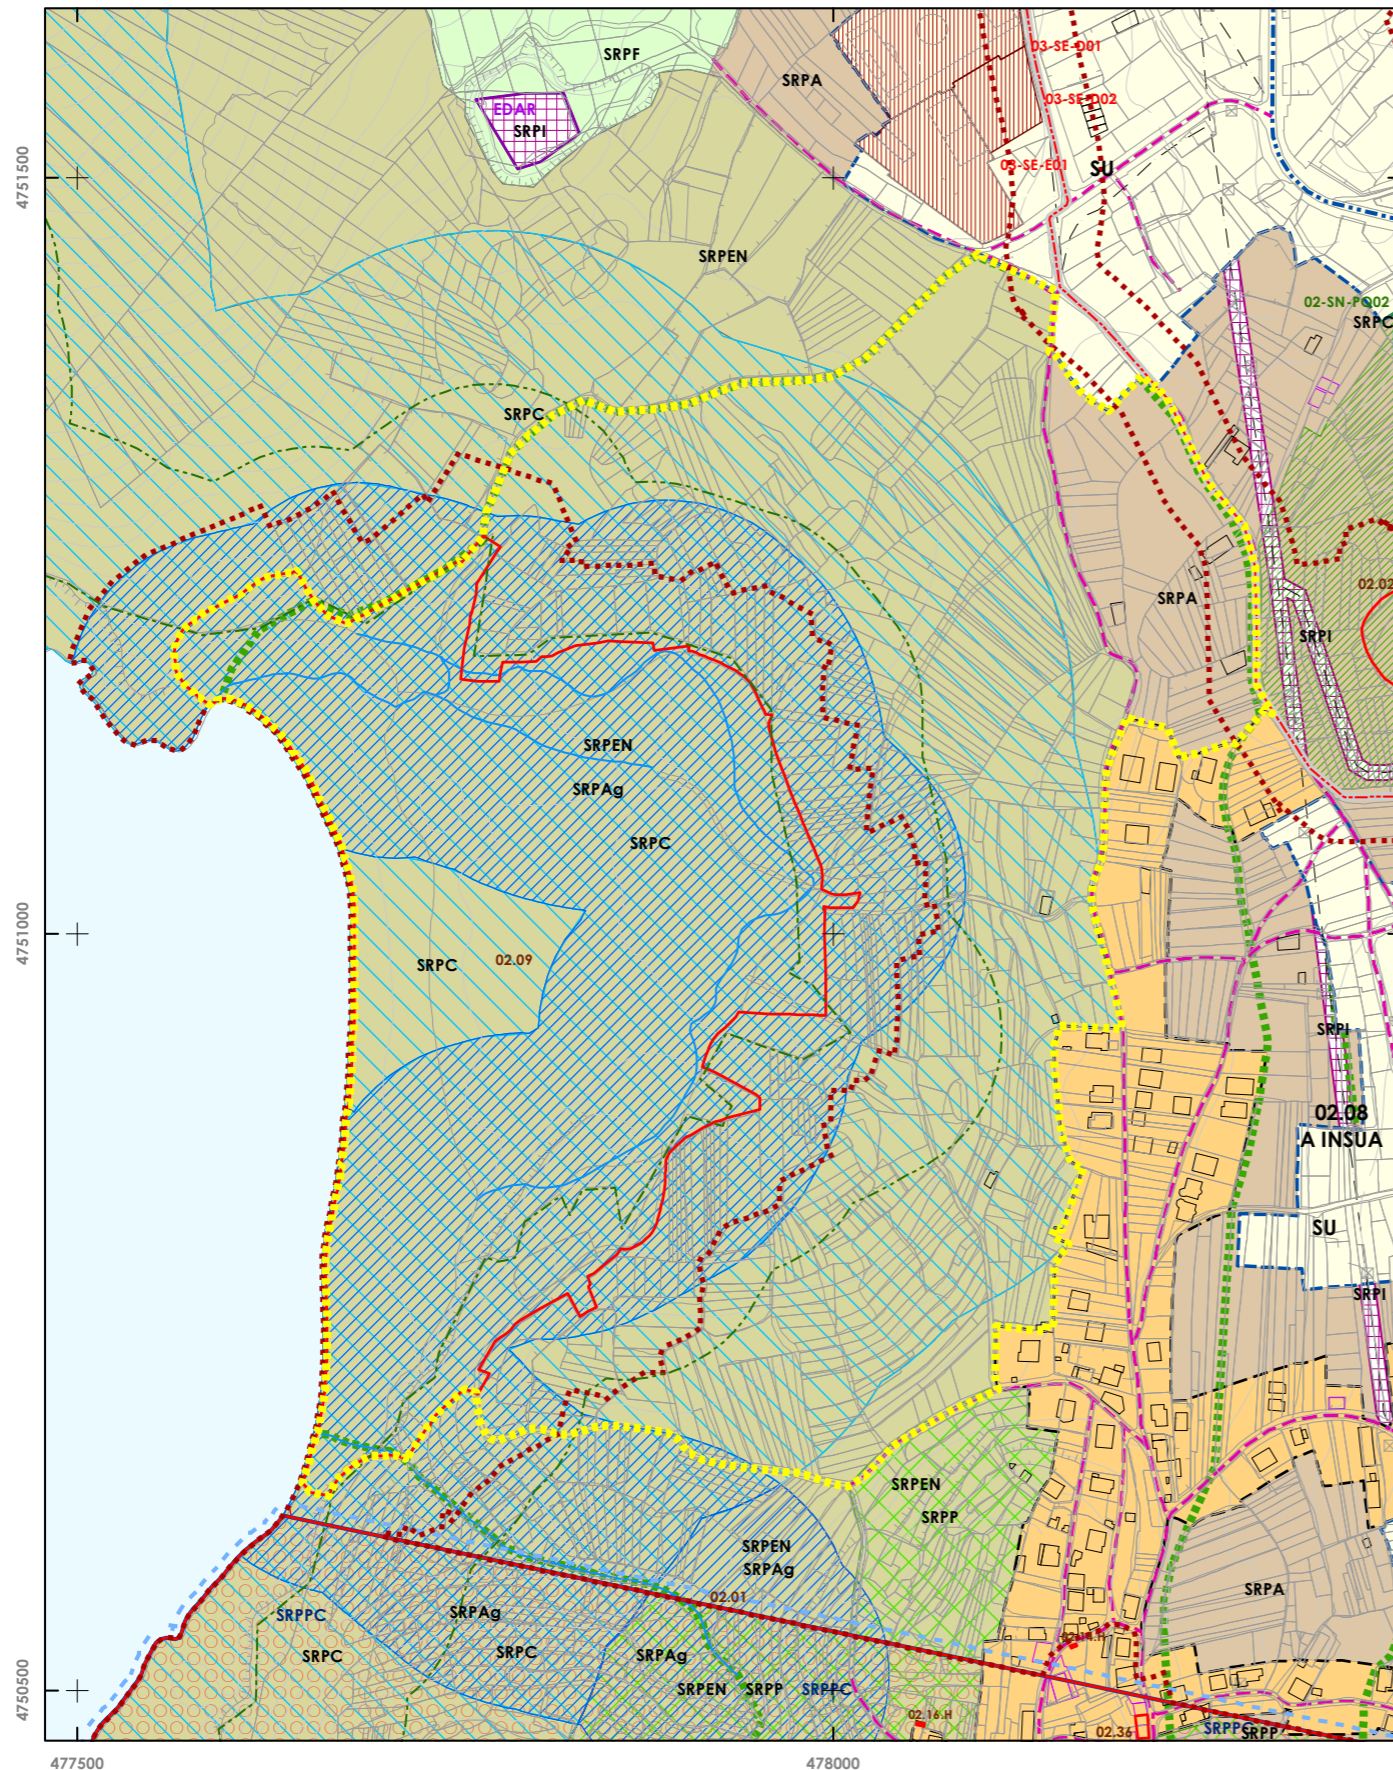 SRPF
03-SE-D01
SRPA
03-SE-D02
EDAR
SRPI
4751500
03-SE-E01
SU
SRPEN
02-SN-PO02
SRPC
SRPC
02.02
SRPA
SRPI
SRPEN
SRPAg
SRPC
4751000
SRPC
02.09
SRPI
02.08
A INSUA
SU
SRPI
SRPEN
SRPP
SRPEN
SRPAg
SRPA
02.01
SRPPC
SRPAg
SRPC
SRPC
SRPAg
4750500
SRPEN
SRPP
SRPPC
02.16.H
02.36
SRPP
477500
478000